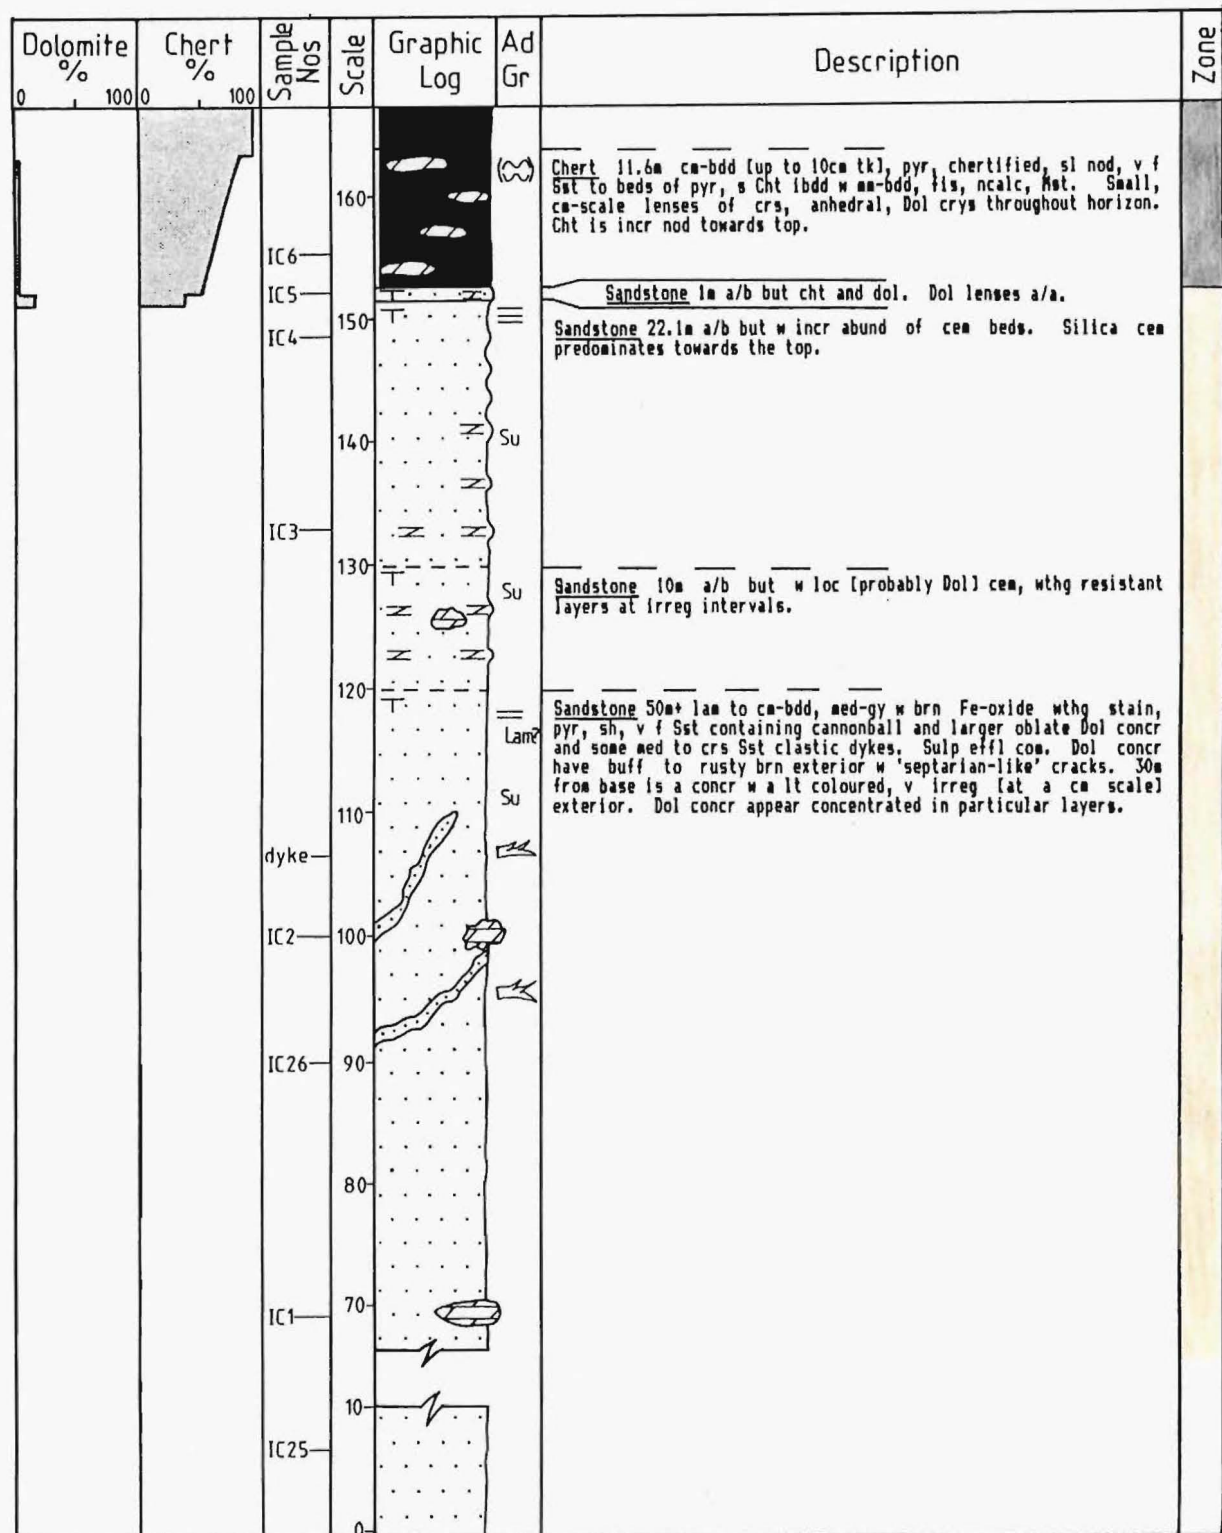 Dolomite
%
0 100
Chert
%
0 100
Sample
Nos
Scale
Graphic
Log
Ad
Gr
Description
Zone
Chert 11.6m cm-bdd [up to 10cm tk], pyr, chertified, sl nod, v f
Sst to beds of pyr, s Cht ibdd w mm-bdd, fis, ncalc, Mst. Small,
cm-scale lenses of crs, anhedral, Dol crys throughout horizon.
Cht is incr nod towards top.
160
IC6
IC5
Sandstone 1m a/b but cht and dol. Dol lenses a/a.
150
IC4
Sandstone 22.1m a/b but w incr abund of cem beds. Silica cem
predominates towards the top.
140
Su
IC3
130
Su
Sandstone 10m a/b but w loc [probably Dol] cem, wthg resistant
layers at irreg intervals.
120
Lam?
Sandstone 50m+ lam to cm-bdd, med-gy w brn Fe-oxide wthg stain,
pyr, sh, v f Sst containing cannonball and larger oblate Dol concr
and some med to crs Sst clastic dykes. Sulp effl com. Dol concr
have buff to rusty brn exterior w 'septarian-like' cracks. 30m
from base is a concr w a lt coloured, v irreg [at a cm scale]
exterior. Dol concr appear concentrated in particular layers.
Su
110
dyke
IC2
100
IC26
90
80
70
IC1
10
IC25
0